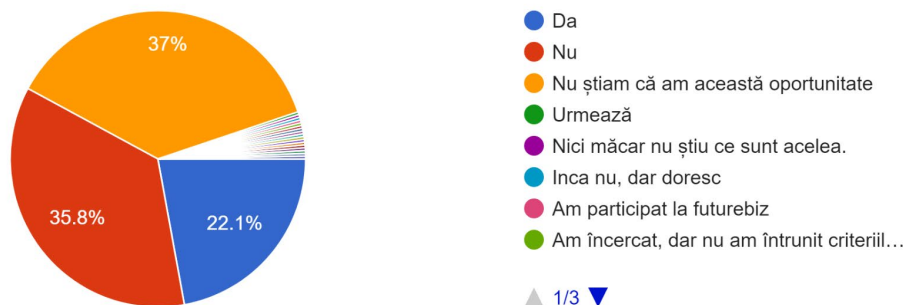 37%
35.8%
22.1%
Da
Nu
Nu știam că am această oportunitate
Urmează
Nici măcar nu știu ce sunt acelea.
Inca nu, dar doresc
Am participat la futurebiz
Am încercat, dar nu am întrunit criteriil…
1/3